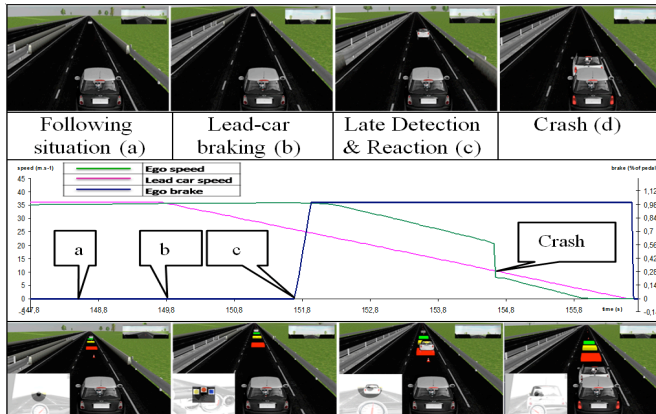 Following
situation (a)
Lead-car
braking (b)
Late Detection
& Reaction (c)
Crash (d)
speed (m.s-1)
brake (% of pedal
Ego speed
Lead car speed
Ego brake
45
40
35
30
25
20
15
10
5
0
1,12
0,98
0,84
0,7
0,56
0,42
0,28
0,14
0
-0,14
a
b
c
Crash
147,8
148,8
149,8
150,8
151,8
152,8
153,8
154,8
155,8
time (s)